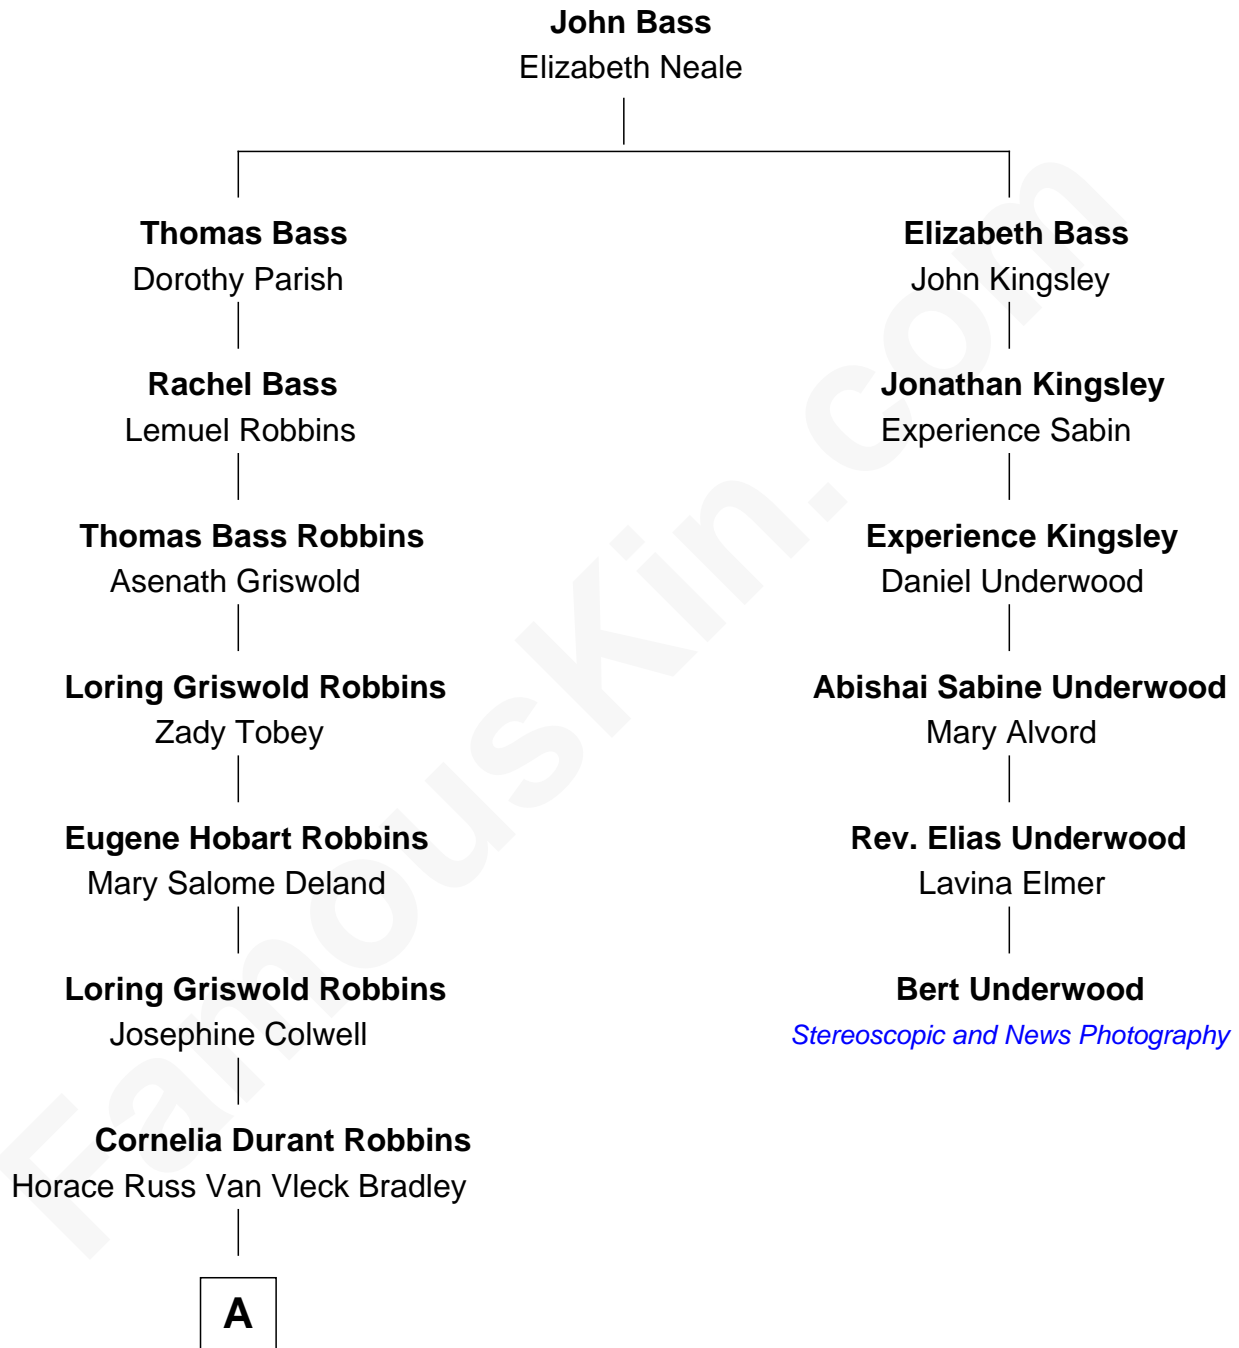 John Bass
Elizabeth Neale
Thomas Bass
Dorothy Parish
Elizabeth Bass
John Kingsley
Rachel Bass
Lemuel Robbins
Jonathan Kingsley
Experience Sabin
Thomas Bass Robbins
Asenath Griswold
Experience Kingsley
Daniel Underwood
Loring Griswold Robbins
Zady Tobey
Abishai Sabine Underwood
Mary Alvord
Eugene Hobart Robbins
Mary Salome Deland
Rev. Elias Underwood
Lavina Elmer
Loring Griswold Robbins
Josephine Colwell
Bert Underwood
Stereoscopic and News Photography
Cornelia Durant Robbins
Horace Russ Van Vleck Bradley
A
FamousKin.com